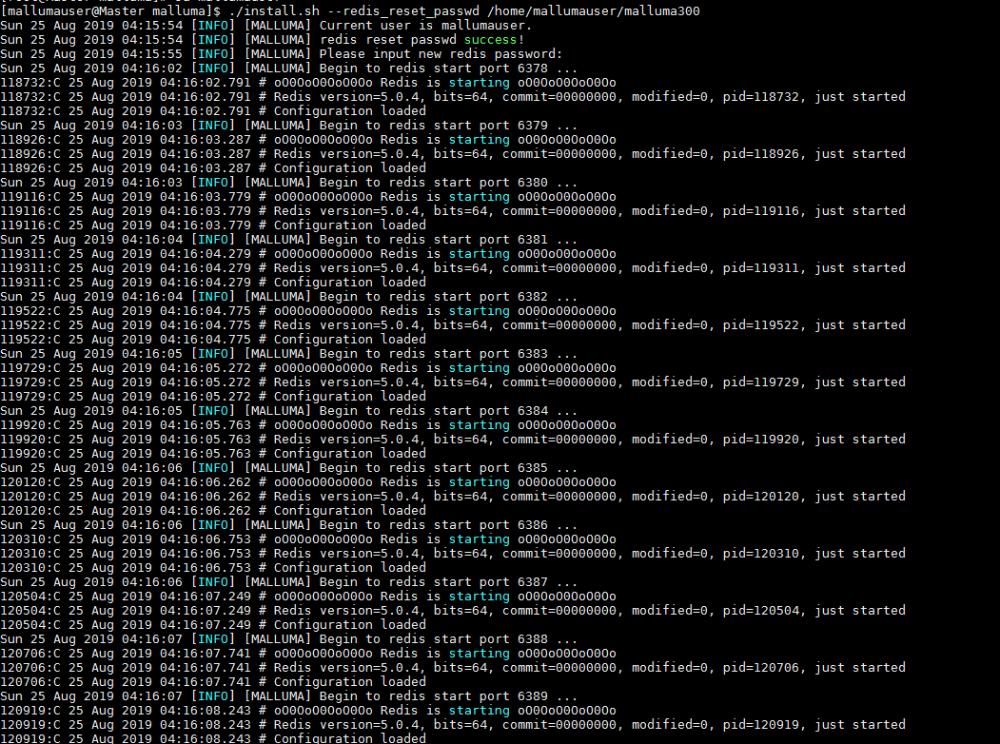 [mallumauser@Master malluma]$ ./install.sh --redis_reset_passwd /home/mallumauser/malluma300
Sun 25 Aug 2019 04:15:54 [INFO] [MALLUMA] Current user is mallumauser.
Sun 25 Aug 2019 04:15:54 [INFO] [MALLUMA] redis reset passwd success!
Sun 25 Aug 2019 04:15:55 [INFO] [MALLUMA] Please input new redis password:
Sun 25 Aug 2019 04:16:02 [INFO] [MALLUMA] Begin to redis start port 6378 ...
118732:C 25 Aug 2019 04:16:02.791 # oO0OoO0OoO0Oo Redis is starting oO0OoO0OoO0Oo
118732:C 25 Aug 2019 04:16:02.791 # Redis version=5.0.4, bits=64, commit=00000000, modified=0, pid=118732, just started
118732:C 25 Aug 2019 04:16:02.791 # Configuration loaded
Sun 25 Aug 2019 04:16:03 [INFO] [MALLUMA] Begin to redis start port 6379 ...
118926:C 25 Aug 2019 04:16:03.287 # oO0OoO0OoO0Oo Redis is starting oO0OoO0OoO0Oo
118926:C 25 Aug 2019 04:16:03.287 # Redis version=5.0.4, bits=64, commit=00000000, modified=0, pid=118926, just started
118926:C 25 Aug 2019 04:16:03.287 # Configuration loaded
Sun 25 Aug 2019 04:16:03 [INFO] [MALLUMA] Begin to redis start port 6380 ...
119116:C 25 Aug 2019 04:16:03.779 # oO0OoO0OoO0Oo Redis is starting oO0OoO0OoO0Oo
119116:C 25 Aug 2019 04:16:03.779 # Redis version=5.0.4, bits=64, commit=00000000, modified=0, pid=119116, just started
119116:C 25 Aug 2019 04:16:03.779 # Configuration loaded
Sun 25 Aug 2019 04:16:04 [INFO] [MALLUMA] Begin to redis start port 6381 ...
119311:C 25 Aug 2019 04:16:04.279 # oO0OoO0OoO0Oo Redis is starting oO0OoO0OoO0Oo
119311:C 25 Aug 2019 04:16:04.279 # Redis version=5.0.4, bits=64, commit=00000000, modified=0, pid=119311, just started
119311:C 25 Aug 2019 04:16:04.279 # Configuration loaded
Sun 25 Aug 2019 04:16:04 [INFO] [MALLUMA] Begin to redis start port 6382 ...
119522:C 25 Aug 2019 04:16:04.775 # oO0OoO0OoO0Oo Redis is starting oO0OoO0OoO0Oo
119522:C 25 Aug 2019 04:16:04.775 # Redis version=5.0.4, bits=64, commit=00000000, modified=0, pid=119522, just started
119522:C 25 Aug 2019 04:16:04.775 # Configuration loaded
Sun 25 Aug 2019 04:16:05 [INFO] [MALLUMA] Begin to redis start port 6383 ...
119729:C 25 Aug 2019 04:16:05.272 # oO0OoO0OoO0Oo Redis is starting oO0OoO0OoO0Oo
119729:C 25 Aug 2019 04:16:05.272 # Redis version=5.0.4, bits=64, commit=00000000, modified=0, pid=119729, just started
119729:C 25 Aug 2019 04:16:05.272 # Configuration loaded
Sun 25 Aug 2019 04:16:05 [INFO] [MALLUMA] Begin to redis start port 6384 ...
119920:C 25 Aug 2019 04:16:05.763 # oO0OoO0OoO0Oo Redis is starting oO0OoO0OoO0Oo
119920:C 25 Aug 2019 04:16:05.763 # Redis version=5.0.4, bits=64, commit=00000000, modified=0, pid=119920, just started
119920:C 25 Aug 2019 04:16:05.763 # Configuration loaded
Sun 25 Aug 2019 04:16:06 [INFO] [MALLUMA] Begin to redis start port 6385 ...
120120:C 25 Aug 2019 04:16:06.262 # oO0OoO0OoO0Oo Redis is starting oO0OoO0OoO0Oo
120120:C 25 Aug 2019 04:16:06.262 # Redis version=5.0.4, bits=64, commit=00000000, modified=0, pid=120120, just started
120120:C 25 Aug 2019 04:16:06.262 # Configuration loaded
Sun 25 Aug 2019 04:16:06 [INFO] [MALLUMA] Begin to redis start port 6386 ...
120310:C 25 Aug 2019 04:16:06.753 # oO0OoO0OoO0Oo Redis is starting oO0OoO0OoO0Oo
120310:C 25 Aug 2019 04:16:06.753 # Redis version=5.0.4, bits=64, commit=00000000, modified=0, pid=120310, just started
120310:C 25 Aug 2019 04:16:06.753 # Configuration loaded
Sun 25 Aug 2019 04:16:06 [INFO] [MALLUMA] Begin to redis start port 6387 ...
120504:C 25 Aug 2019 04:16:07.249 # oO0OoO0OoO0Oo Redis is starting oO0OoO0OoO0Oo
120504:C 25 Aug 2019 04:16:07.249 # Redis version=5.0.4, bits=64, commit=00000000, modified=0, pid=120504, just started
120504:C 25 Aug 2019 04:16:07.249 # Configuration loaded
Sun 25 Aug 2019 04:16:07 [INFO] [MALLUMA] Begin to redis start port 6388 ...
120706:C 25 Aug 2019 04:16:07.741 # oO0OoO0OoO0Oo Redis is starting oO0OoO0OoO0Oo
120706:C 25 Aug 2019 04:16:07.741 # Redis version=5.0.4, bits=64, commit=00000000, modified=0, pid=120706, just started
120706:C 25 Aug 2019 04:16:07.741 # Configuration loaded
Sun 25 Aug 2019 04:16:07 [INFO] [MALLUMA] Begin to redis start port 6389 ...
120919:C 25 Aug 2019 04:16:08.243 # oO0OoO0OoO0Oo Redis is starting oO0OoO0OoO0Oo
120919:C 25 Aug 2019 04:16:08.243 # Redis version=5.0.4, bits=64, commit=00000000, modified=0, pid=120919, just started
120919:C 25 Aug 2019 04:16:08.243 # Configuration loaded